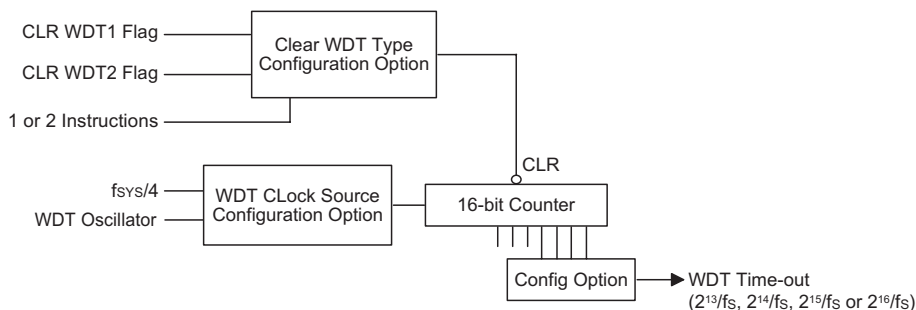 CLR WDT1 Flag
CLR WDT2 Flag
1 or 2 Instructions
Clear WDT Type
Configuration Option
CLR
fSYS/4
WDT Oscillator
WDT CLock Source
Configuration Option
16-bit Counter
Config Option
WDT Time-out
(2¹³/fS, 2¹⁴/fS, 2¹⁵/fS or 2¹⁶/fS)